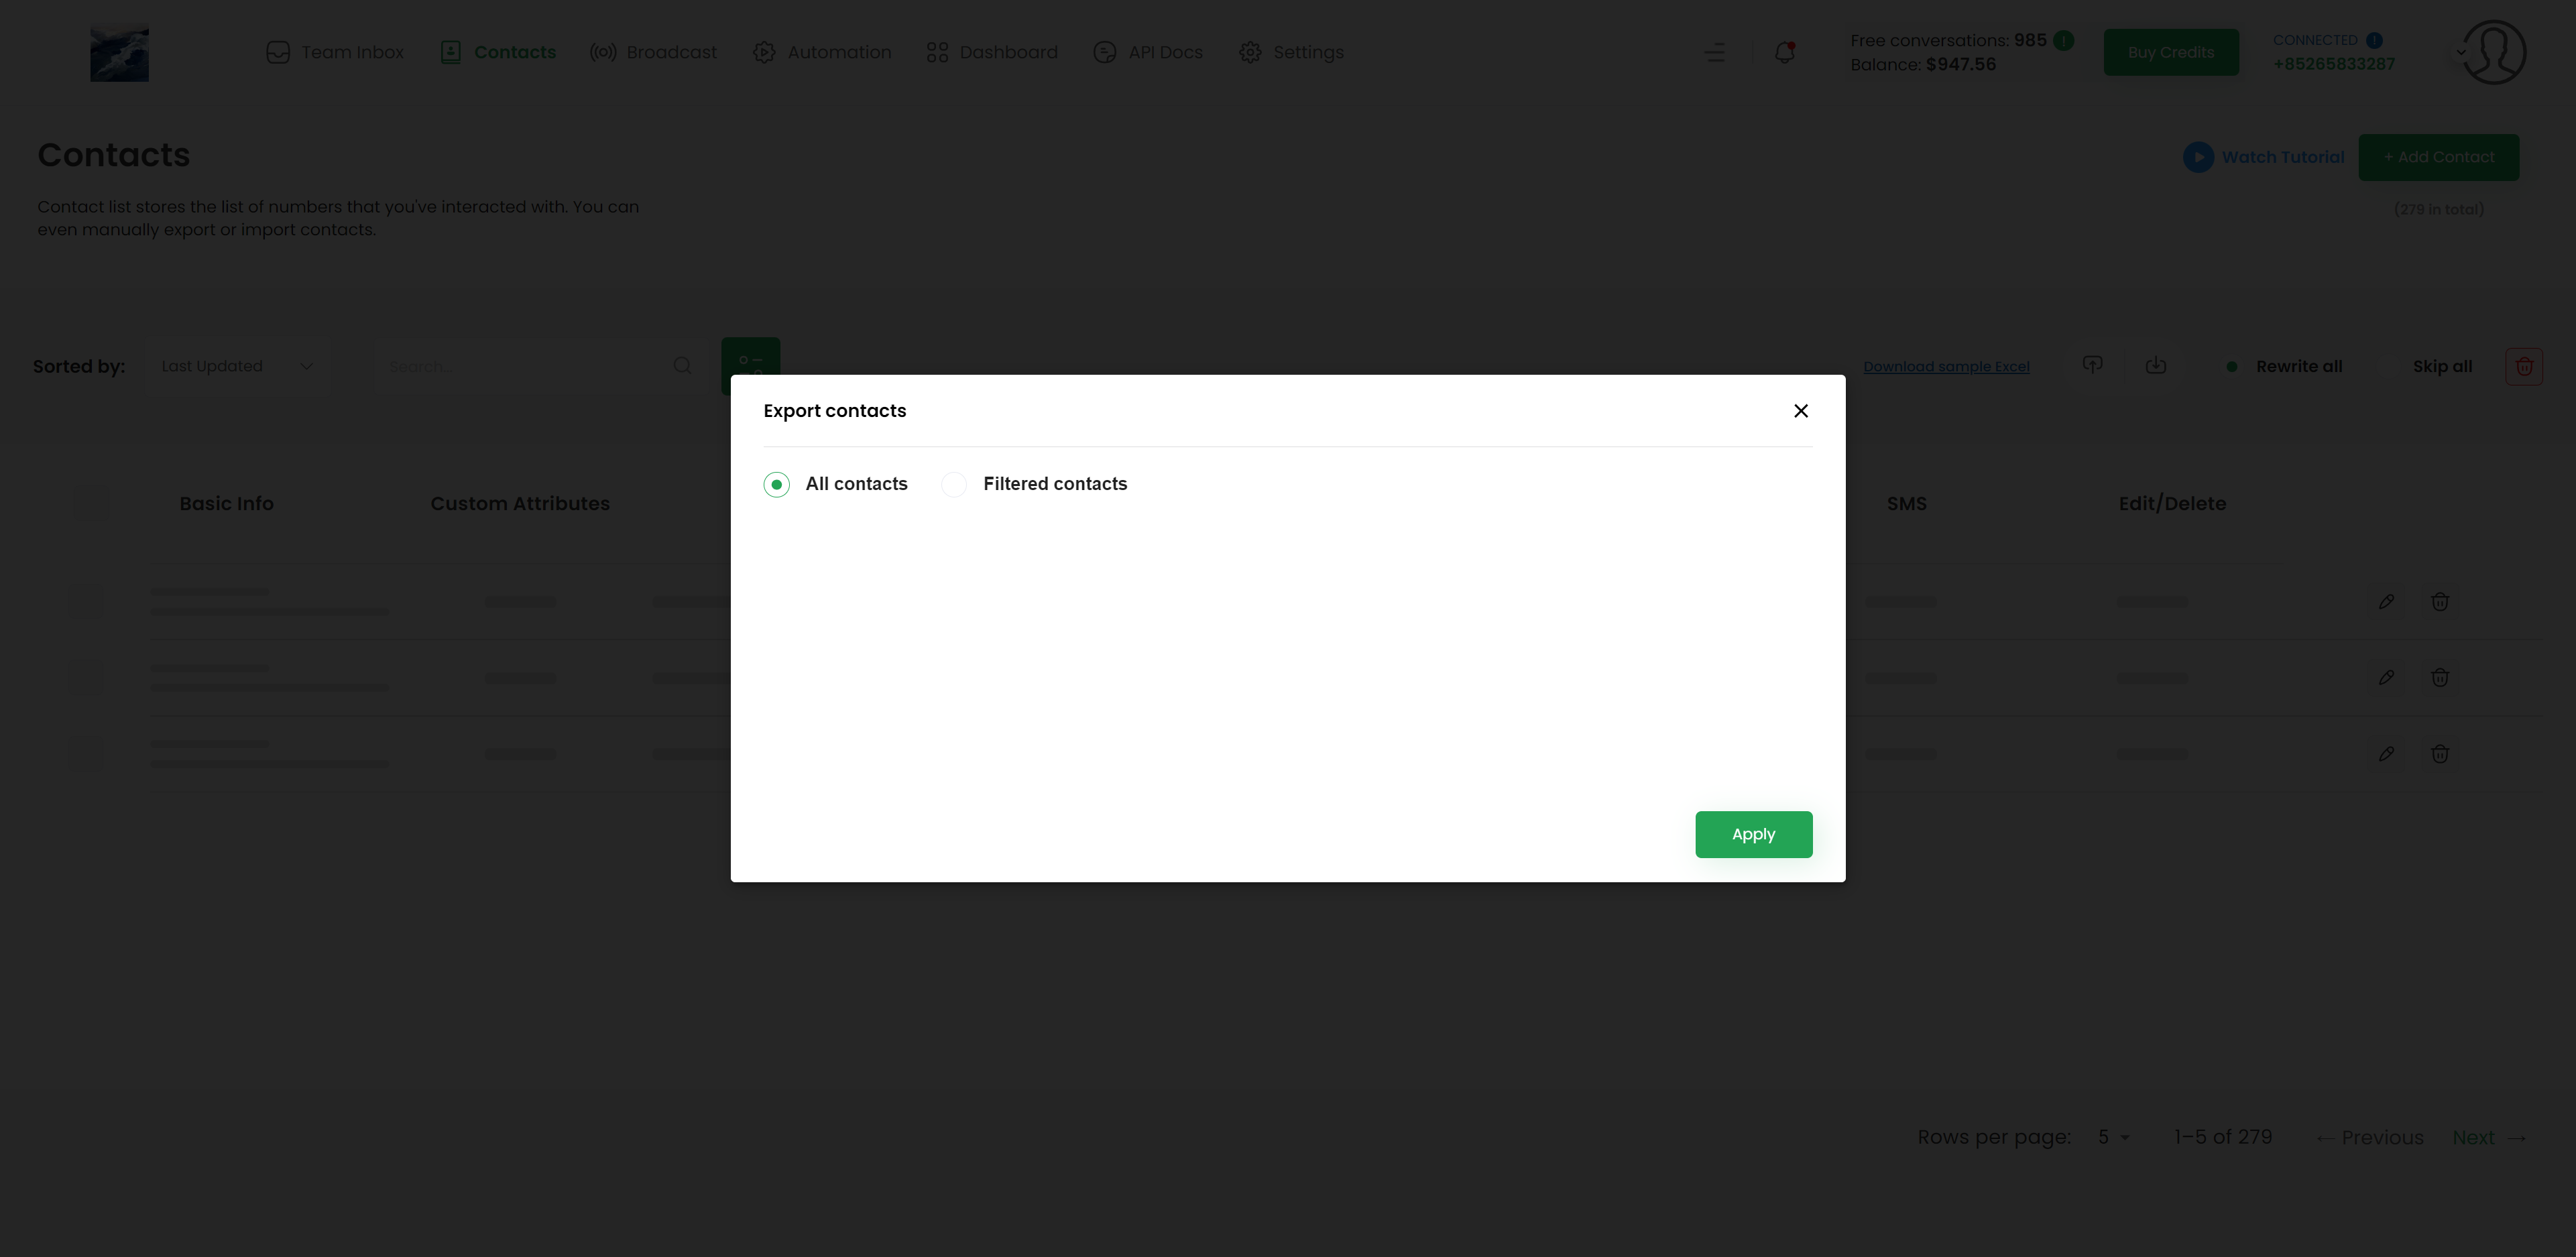 Team Inbox
Contacts
Broadcast
Automation
Dashboard
API Docs
Settings
Free conversations: 985
Balance: $947.56
Buy Credits
CONNECTED
+85265833287
Contacts
Watch Tutorial
+ Add Contact
Contact list stores the list of numbers that you've interacted with. You can
even manually export or import contacts.
(279 in total)
Sorted by:
Last Updated
Search...
Download sample Excel
Rewrite all
Skip all
Export contacts
All contacts
Filtered contacts
Basic Info
Custom Attributes
SMS
Edit/Delete
Apply
Rows per page: 5
1–5 of 279
← Previous
Next →